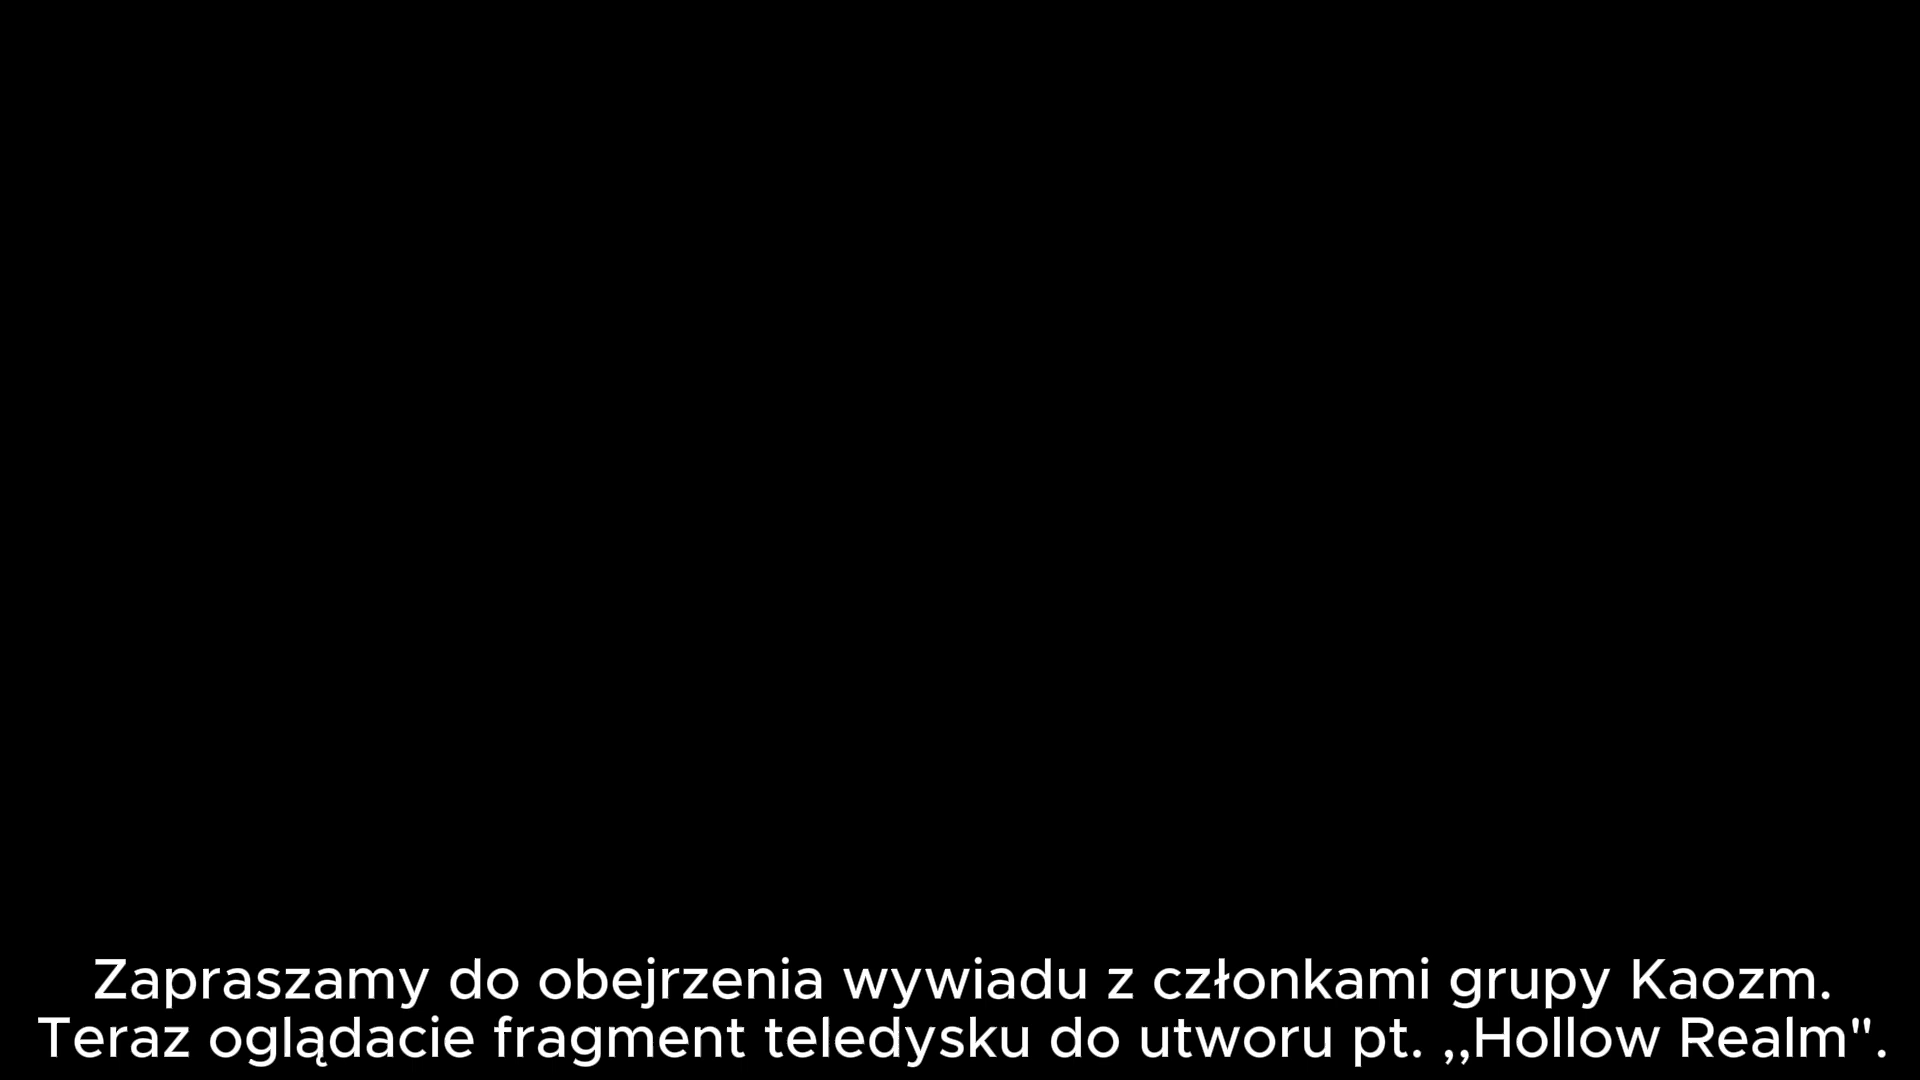 Zapraszamy do obejrzenia wywiadu z członkami grupy Kaozm.
Teraz oglądacie fragment teledysku do utworu pt. ,,Hollow Realm".